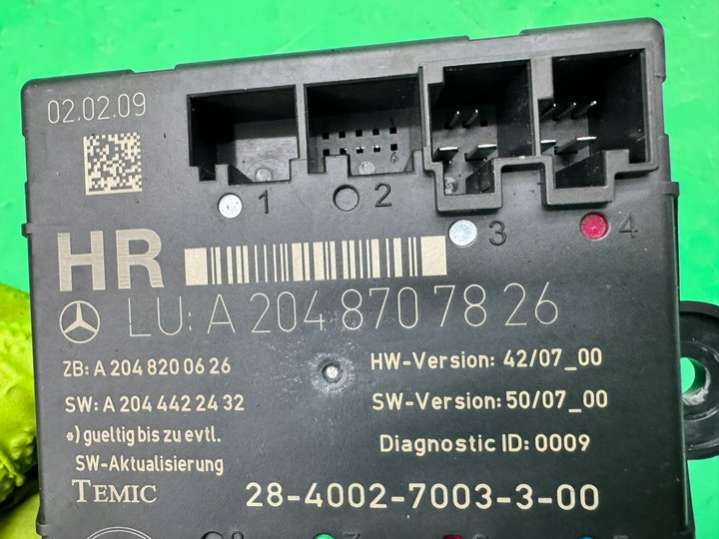 02.02.09
1 2 3 4
HR
LU: A 204 870 78 26
ZB: A 204 820 06 26
HW-Version: 42/07_00
SW: A 204 442 24 32
SW-Version: 50/07_00
*) gueltig bis zu evtl.
Diagnostic ID: 0009
SW-Aktualisierung
TEMIC
28-4002-7003-3-00